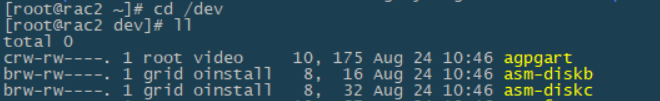 [root@rac2 ~]# cd /dev
[root@rac2 dev]# ll
total 0
crw-rw----. 1 root video 10, 175 Aug 24 10:46 agpgart
brw-rw----. 1 grid oinstall 8, 16 Aug 24 10:46 asm-diskb
brw-rw----. 1 grid oinstall 8, 32 Aug 24 10:46 asm-diskc